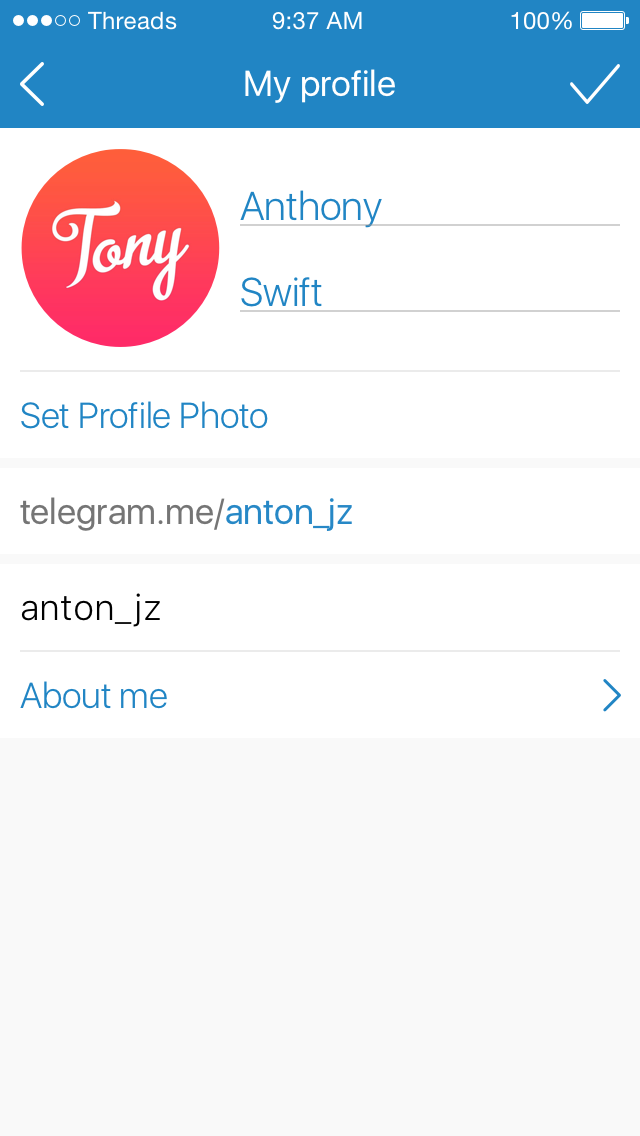 Threads 9:37 AM 100%
My profile
Tony
Anthony
Swift
Set Profile Photo
telegram.me/anton_jz
anton_jz
About me